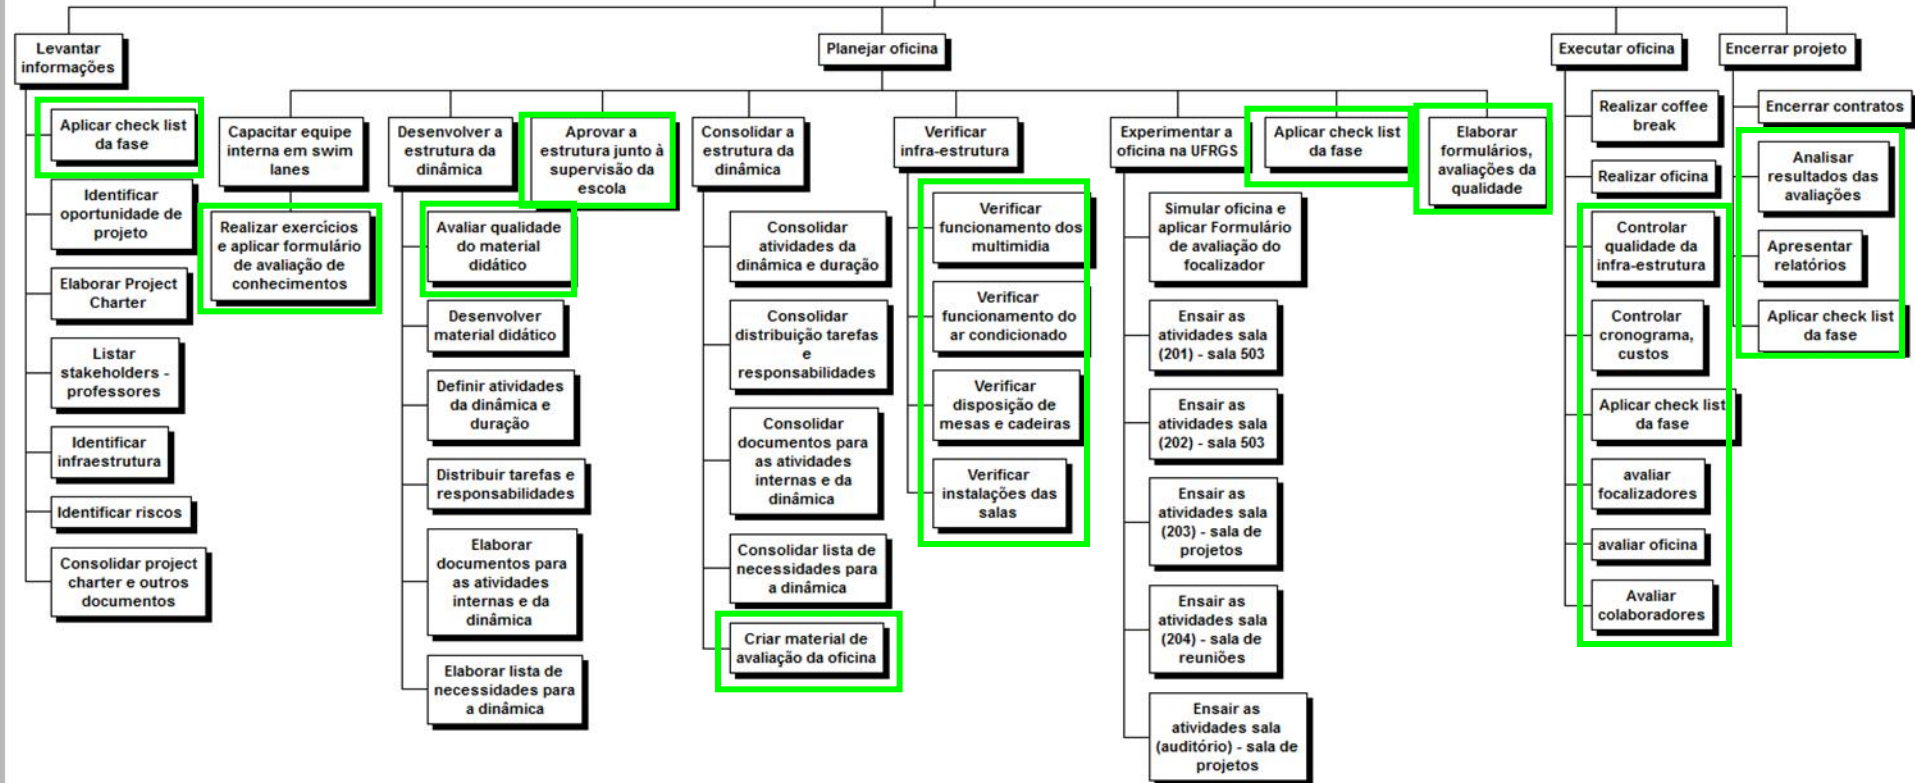 Levantar
informações
Planejar oficina
Executar oficina
Encerrar projeto
Aplicar check list
da fase
Identificar
oportunidade de
projeto
Elaborar Project
Charter
Listar
stakeholders -
professores
Identificar
infraestrutura
Identificar riscos
Consolidar project
charter e outros
documentos
Capacitar equipe
interna em swim
lanes
Realizar exercícios
e aplicar formulário
de avaliação de
conhecimentos
Desenvolver a
estrutura da
dinâmica
Avaliar qualidade
do material
didático
Desenvolver
material didático
Definir atividades
da dinâmica e
duração
Distribuir tarefas e
responsabilidades
Elaborar
documentos para
as atividades
internas e da
dinâmica
Elaborar lista de
necessidades para
a dinâmica
Aprovar a
estrutura junto à
supervisão da
escola
Consolidar a
estrutura da
dinâmica
Consolidar
atividades da
dinâmica e duração
Consolidar
distribuição tarefas
e
responsabilidades
Consolidar
documentos para
as atividades
internas e da
dinâmica
Consolidar lista de
necessidades para
a dinâmica
Criar material de
avaliação da oficina
Verificar
infra-estrutura
Verificar
funcionamento dos
multimidia
Verificar
funcionamento do
ar condicionado
Verificar
disposição de
mesas e cadeiras
Verificar
instalações das
salas
Experimentar a
oficina na UFRGS
Simular oficina e
aplicar Formulário
de avaliação do
focalizador
Ensair as
atividades sala
(201) - sala 503
Ensair as
atividades sala
(202) - sala 503
Ensair as
atividades sala
(203) - sala de
projetos
Ensair as
atividades sala
(204) - sala de
reuniões
Ensair as
atividades sala
(auditório) - sala de
projetos
Aplicar check list
da fase
Elaborar
formulários,
avaliações da
qualidade
Realizar coffee
break
Realizar oficina
Controlar
qualidade da
infra-estrutura
Controlar
cronograma,
custos
Aplicar check list
da fase
avaliar
focalizadores
avaliar oficina
Avaliar
colaboradores
Encerrar contratos
Analisar
resultados das
avaliações
Apresentar
relatórios
Aplicar check list
da fase